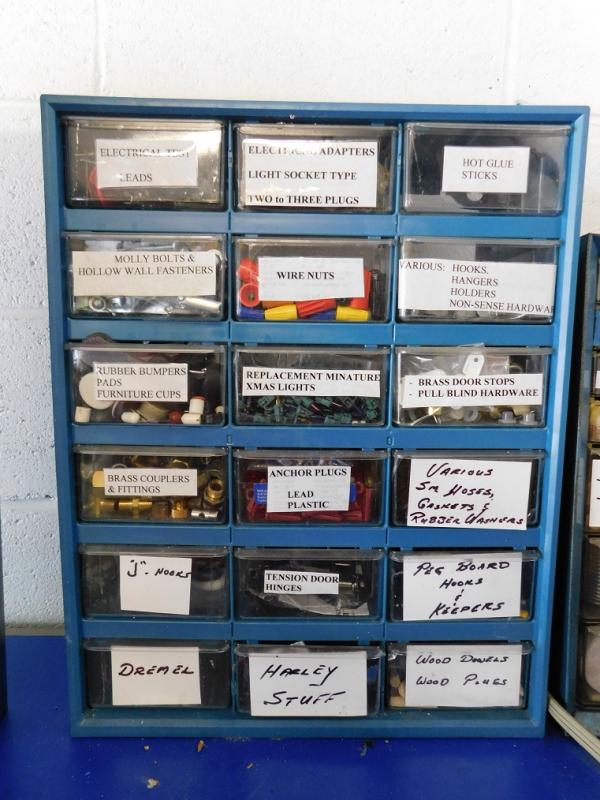 ELECTRICAL TEST
LEADS
ELECTRICAL ADAPTERS
LIGHT SOCKET TYPE
TWO to THREE PLUGS
HOT GLUE
STICKS
MOLLY BOLTS &
HOLLOW WALL FASTENERS
WIRE NUTS
VARIOUS: HOOKS,
HANGERS
HOLDERS
NON-SENSE HARDWAR
RUBBER BUMPERS
PADS
FURNITURE CUPS
REPLACEMENT MINATURE
XMAS LIGHTS
- BRASS DOOR STOPS
- PULL BLIND HARDWARE
BRASS COUPLERS
& FITTINGS
ANCHOR PLUGS
LEAD
PLASTIC
VARIOUS
SM HOSES,
GASKETS &
RUBBER WASHERS
"J"-HOOKS
TENSION DOOR
HINGES
PEG BOARD
HOOKS
&
KEEPERS
DREMEL
HARLEY
STUFF
WOOD DOWELS
WOOD PLUGS